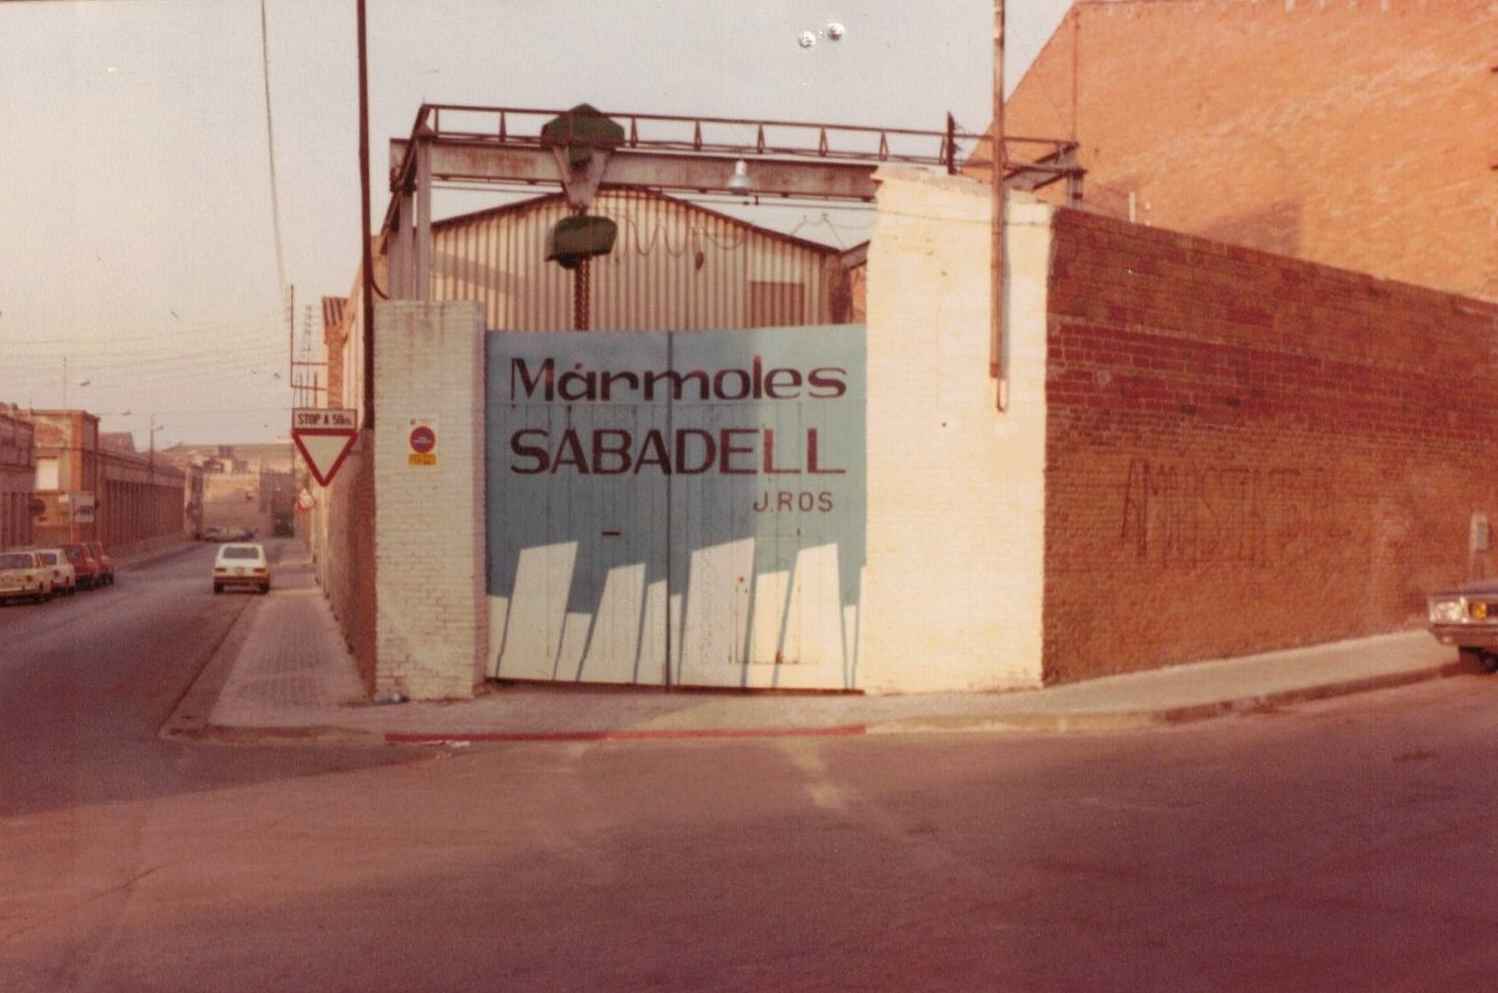 STOP A 50m.
Mármoles
SABADELL
J.ROS